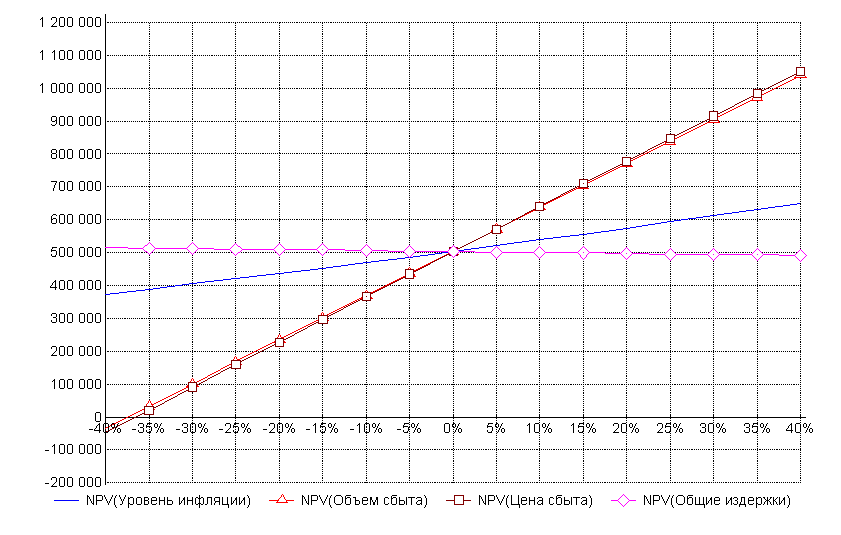 1 200 000
1 100 000
1 000 000
900 000
800 000
700 000
600 000
500 000
400 000
300 000
200 000
100 000
0
-40% -35% -30% -25% -20% -15% -10% -5% 0% 5% 10% 15% 20% 25% 30% 35% 40%
-100 000
-200 000
NPV(Уровень инфляции) NPV(Объем сбыта) NPV(Цена сбыта) NPV(Общие издержки)